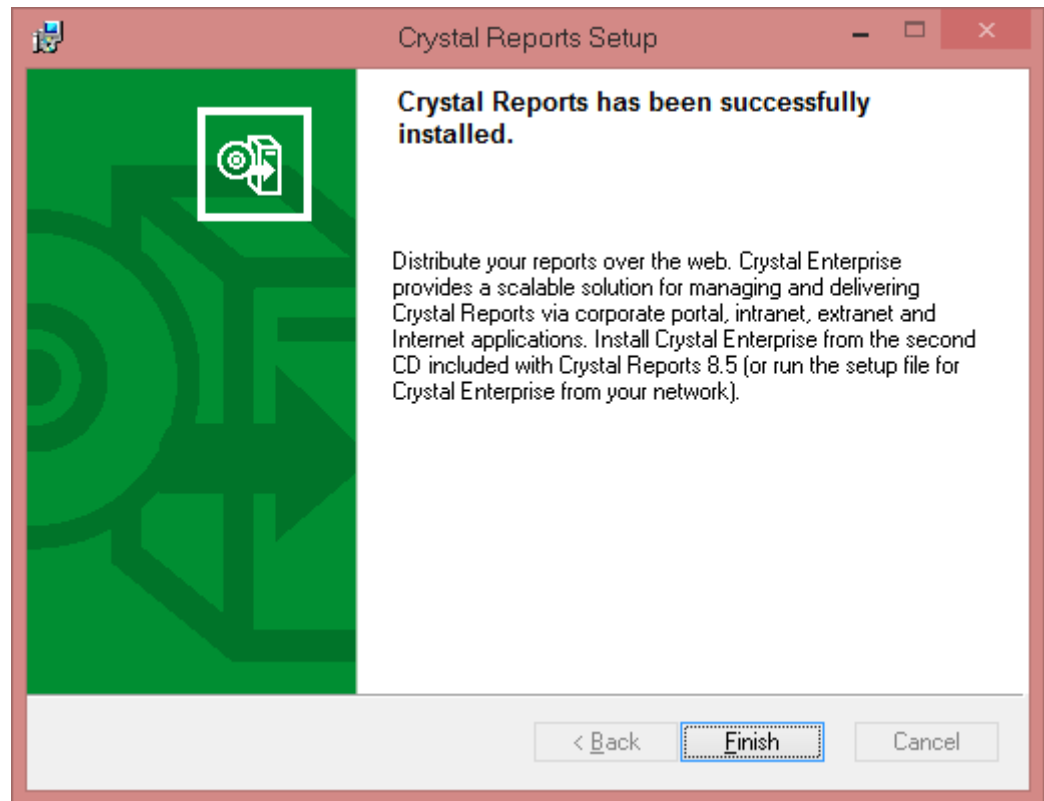 Crystal Reports Setup
Crystal Reports has been successfully
installed.
Distribute your reports over the web. Crystal Enterprise
provides a scalable solution for managing and delivering
Crystal Reports via corporate portal, intranet, extranet and
Internet applications. Install Crystal Enterprise from the second
CD included with Crystal Reports 8.5 (or run the setup file for
Crystal Enterprise from your network).
< Back Finish Cancel